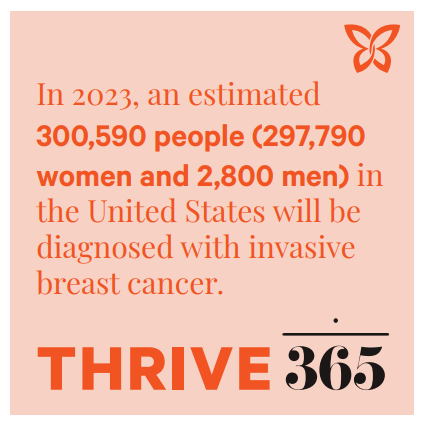 In 2023, an estimated
300,590 people (297,790
women and 2,800 men) in
the United States will be
diagnosed with invasive
breast cancer.
THRIVE 365